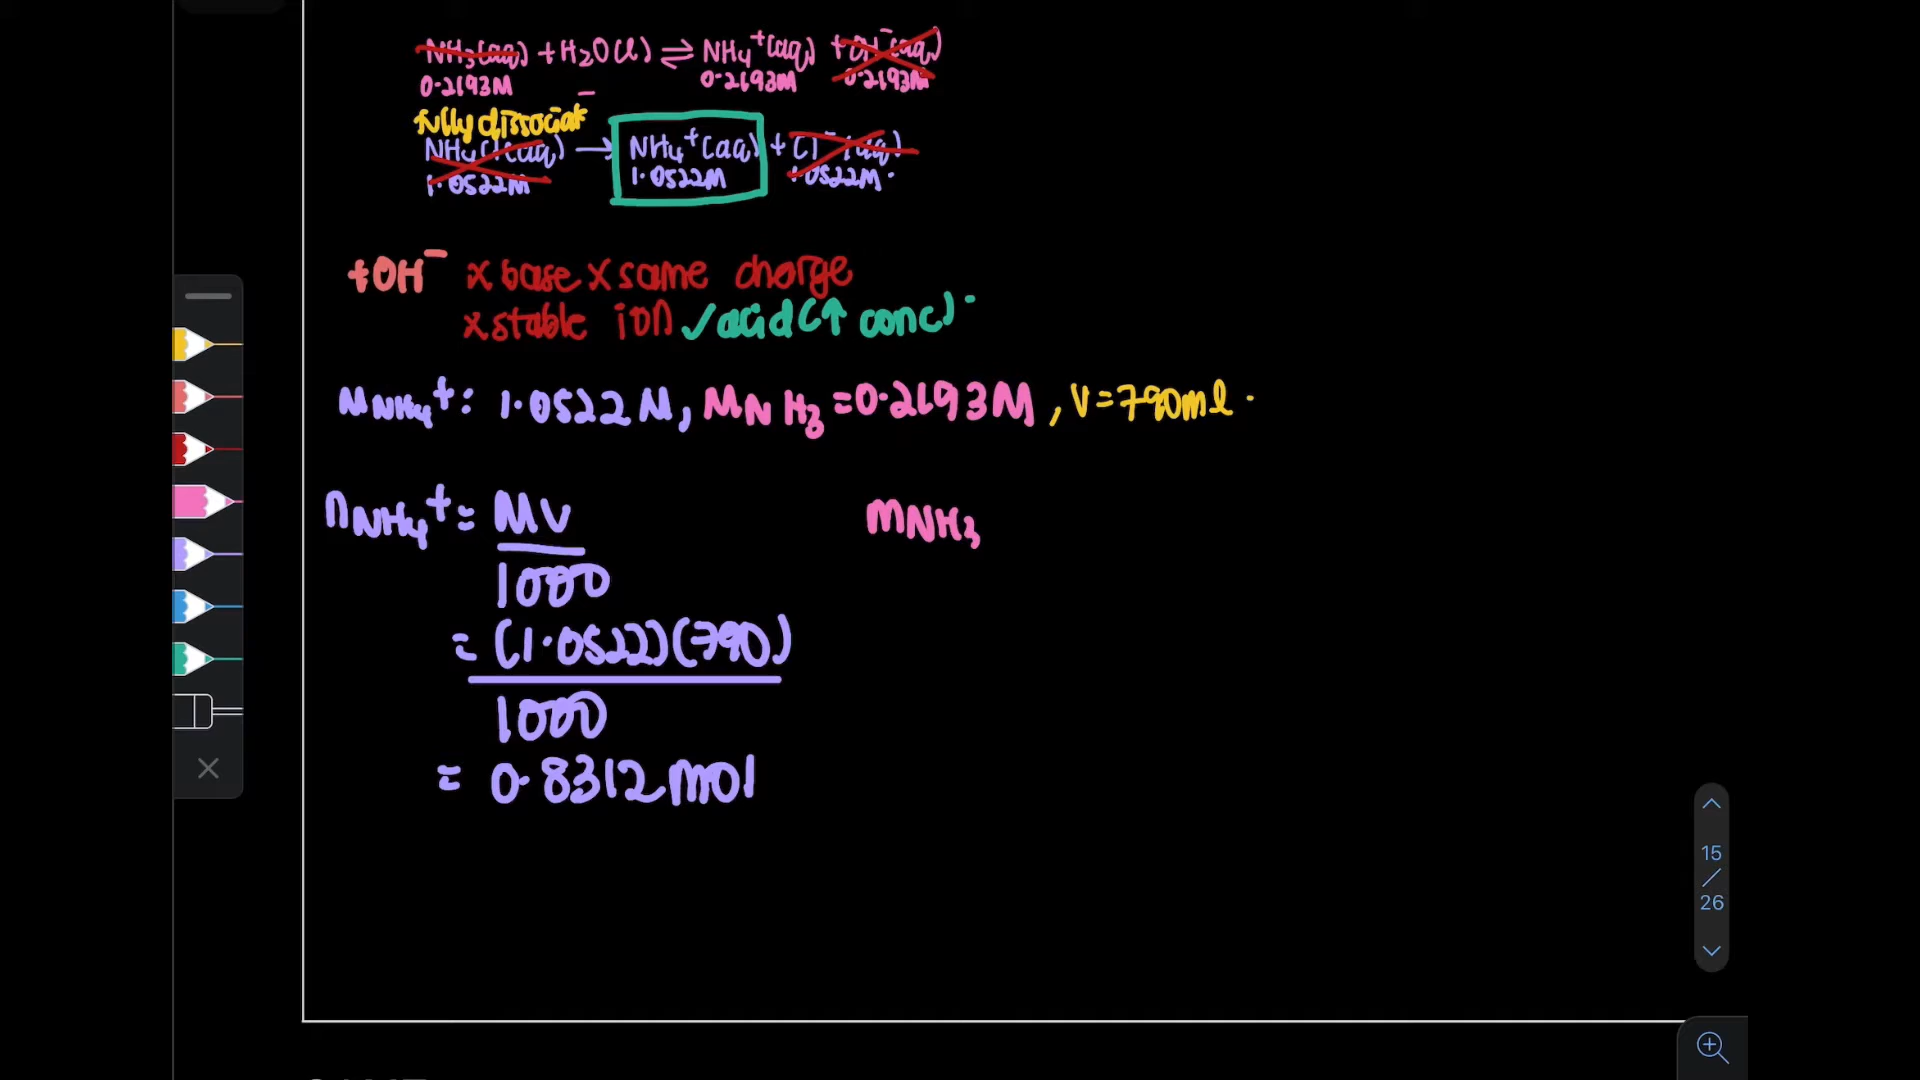 NH3(aq) + H2O(l) ⇌ NH4+(aq) + OH-(aq)
0.2193M 0.2193M 0.2193M
fully dissociate
NH4Cl(aq) → NH4+(aq) + Cl-(aq)
1.0522M 1.0522M 1.0522M.
+OH- x base x same charge
x stable ion ✓acid(↑ conc)
MNH4+: 1.0522M, MNH3 = 0.2193M, V=790ml.
nNH4+ = MV mNH3
1000
= (1.0522)(790)
1000
= 0.8312mol
15
/
26